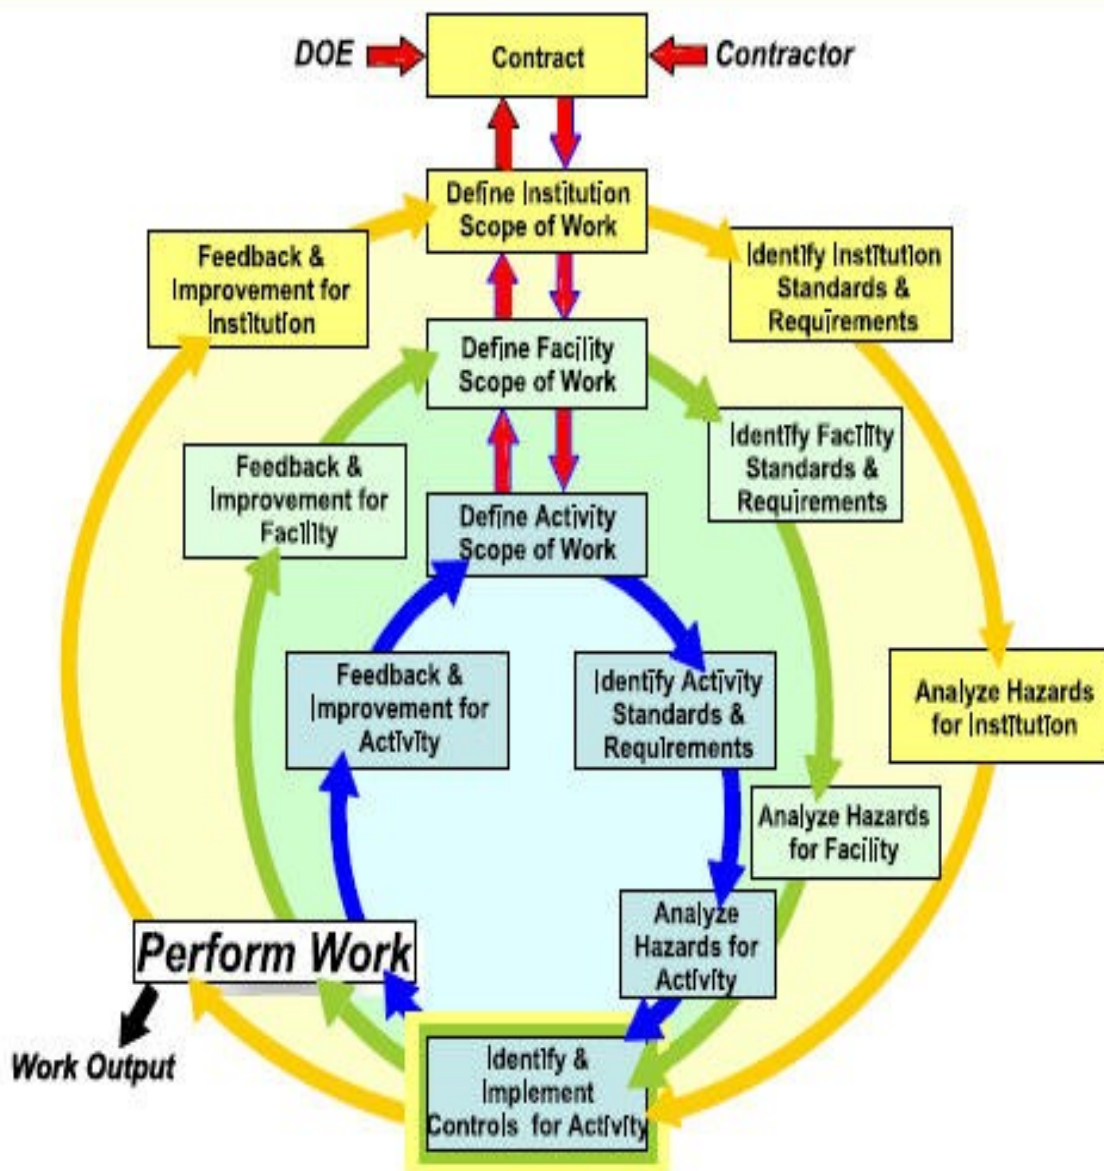 DOE
Contract
Contractor
Define Institution
Scope of Work
Feedback &
Improvement for
Institution
Identify Institution
Standards &
Requirements
Define Facility
Scope of Work
Feedback &
Improvement for
Facility
Identify Facility
Standards &
Requirements
Define Activity
Scope of Work
Feedback &
Improvement for
Activity
Identify Activity
Standards &
Requirements
Analyze Hazards
for Institution
Analyze Hazards
for Facility
Analyze
Hazards for
Activity
Perform Work
Work Output
Identify &
Implement
Controls for Activity